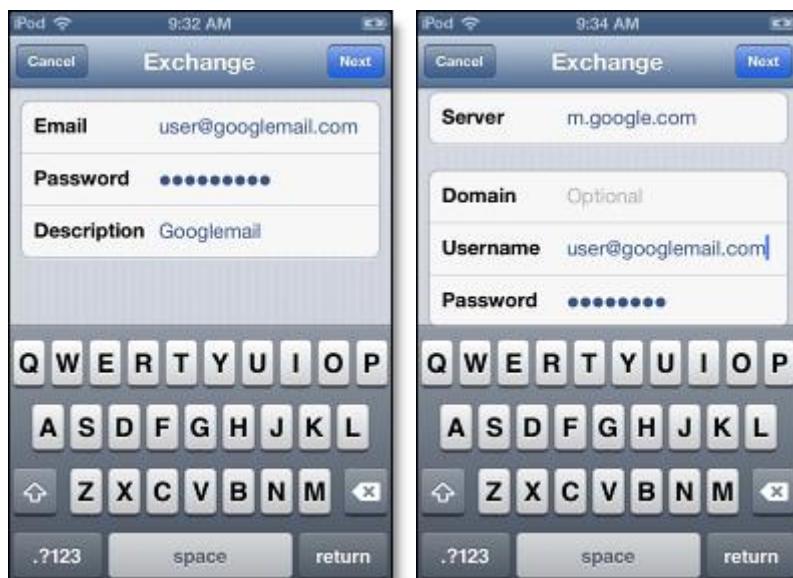 iPod 9:32 AM
Cancel Exchange Next
Email user@googlemail.com
Password ●●●●●●●●●
Description Googlemail
Q W E R T Y U I O P
A S D F G H J K L
Z X C V B N M
.?123 space return
iPod 9:34 AM
Cancel Exchange Next
Server m.google.com
Domain Optional
Username user@googlemail.com
Password ●●●●●●●●
Q W E R T Y U I O P
A S D F G H J K L
Z X C V B N M
.?123 space return